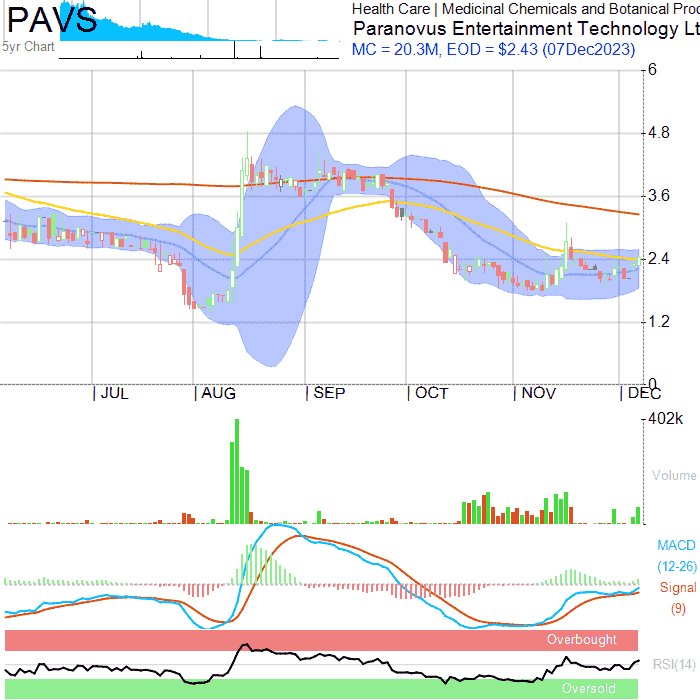 PAVS
5yr Chart
Health Care | Medicinal Chemicals and Botanical Proc
Paranovus Entertainment Technology Lt
MC = 20.3M, EOD = $2.43 (07Dec2023)
6
4.8
3.6
2.4
1.2
0
JUL AUG SEP OCT NOV DEC
402k
Volume
MACD
(12-26)
Signal
(9)
Overbought
RSI(14)
Oversold